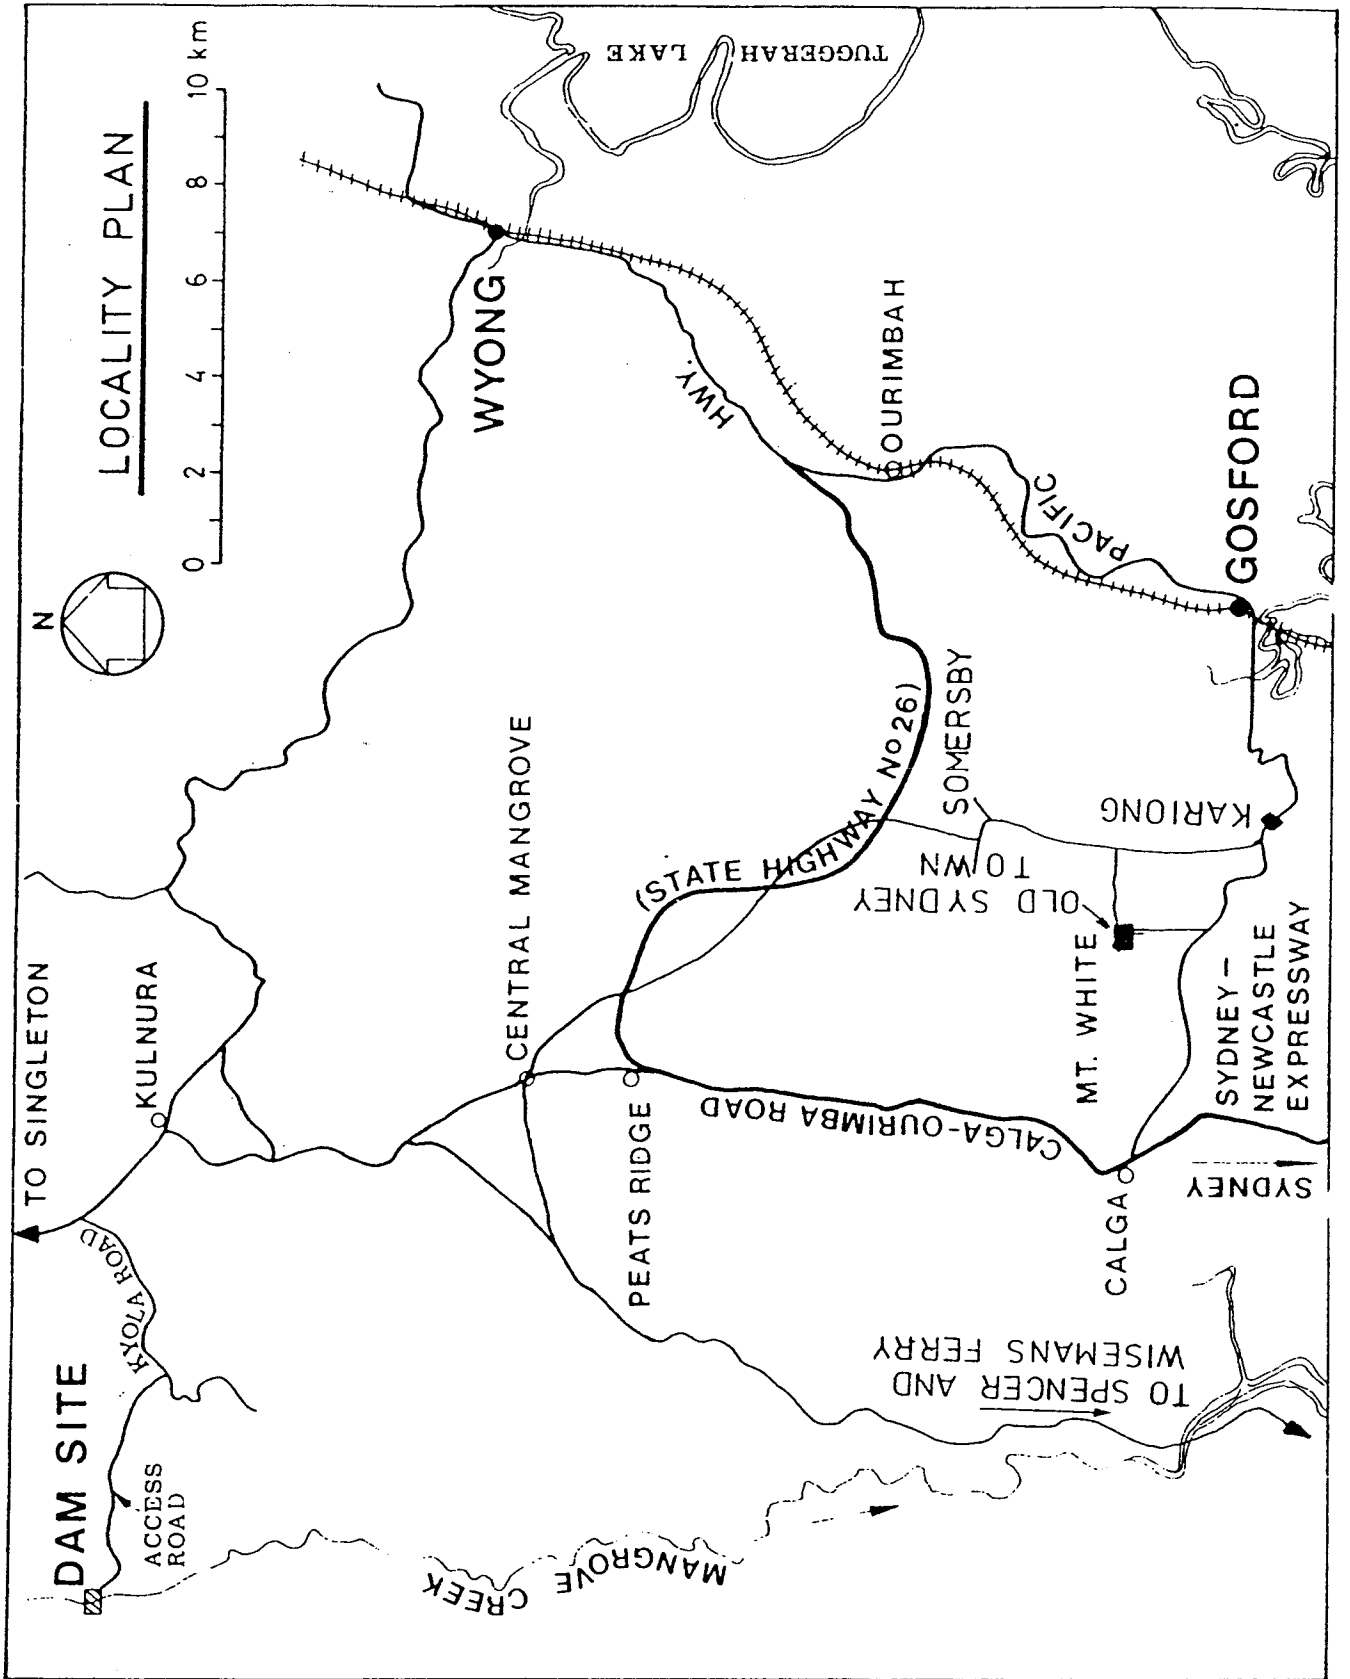 LOCALITY PLAN
N
0 2 4 6 8 10 km
TO SINGLETON
DAM SITE
KYOLA ROAD
ACCESS
ROAD
KULNURA
WYONG
TUGGERAH
LAKE
CENTRAL MANGROVE
HWY.
PEATS RIDGE
(STATE HIGHWAY No 26)
OURIMBAH
MANGROVE CREEK
CALGA-OURIMBA ROAD
SOMERSBY
OLD SYDNEY
TOWN
PACIFIC
TO SPENCER AND
WISEMANS FERRY
MT. WHITE
KARIONG
GOSFORD
CALGA
SYDNEY-
NEWCASTLE
EXPRESSWAY
SYDNEY